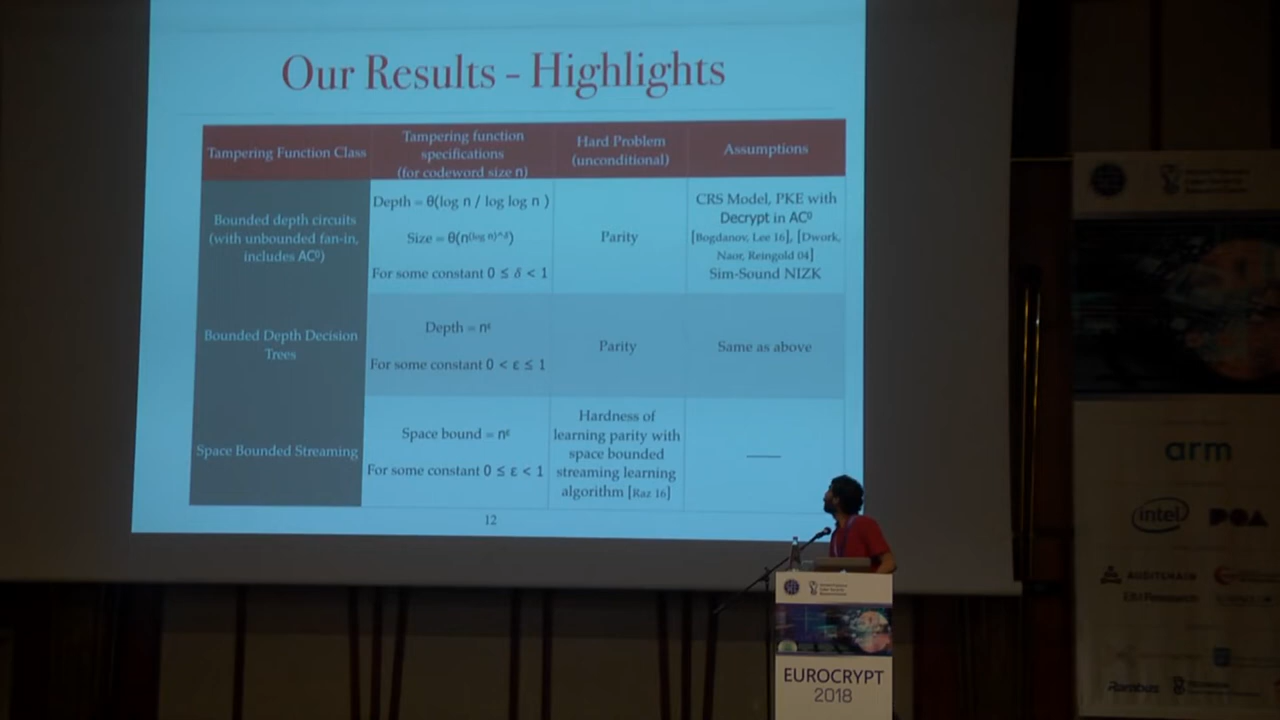 Our Results - Highlights
Tampering Function Class
Tampering function
specifications
(for codeword size n)
Hard Problem
(unconditional)
Assumptions
Bounded depth circuits
(with unbounded fan-in,
includes AC⁰)
Depth = θ(log n / log log n )
Size = θ(n^(log n)^δ)
For some constant 0 ≤ δ < 1
Parity
CRS Model, PKE with
Decrypt in AC⁰
[Bogdanov, Lee 16], [Dwork,
Naor, Reingold 04]
Sim-Sound NIZK
Bounded Depth Decision
Trees
Depth = nᵋ
For some constant 0 < ε ≤ 1
Parity
Same as above
Space Bounded Streaming
Space bound = nᵋ
For some constant 0 ≤ ε < 1
Hardness of
learning parity with
space bounded
streaming learning
algorithm [Raz 16]
12
EUROCRYPT
2018
arm
intel
POA
AUDITCHAIN
Rambus